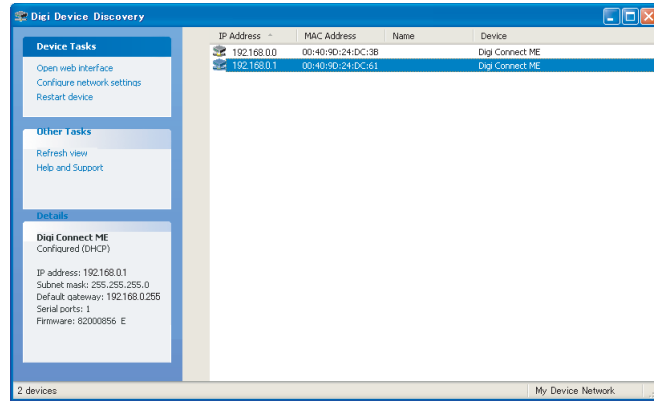 Digi Device Discovery
Device Tasks
Open web interface
Configure network settings
Restart device
Other Tasks
Refresh view
Help and Support
Details
Digi Connect ME
Configured (DHCP)
IP address: 192.168.0.1
Subnet mask: 255.255.255.0
Default gateway: 192.168.0.255
Serial ports: 1
Firmware: 82000856 E
IP Address MAC Address Name Device
192.168.0.0 00:40:9D:24:DC:3B Digi Connect ME
192.168.0.1 00:40:9D:24:DC:61 Digi Connect ME
2 devices My Device Network